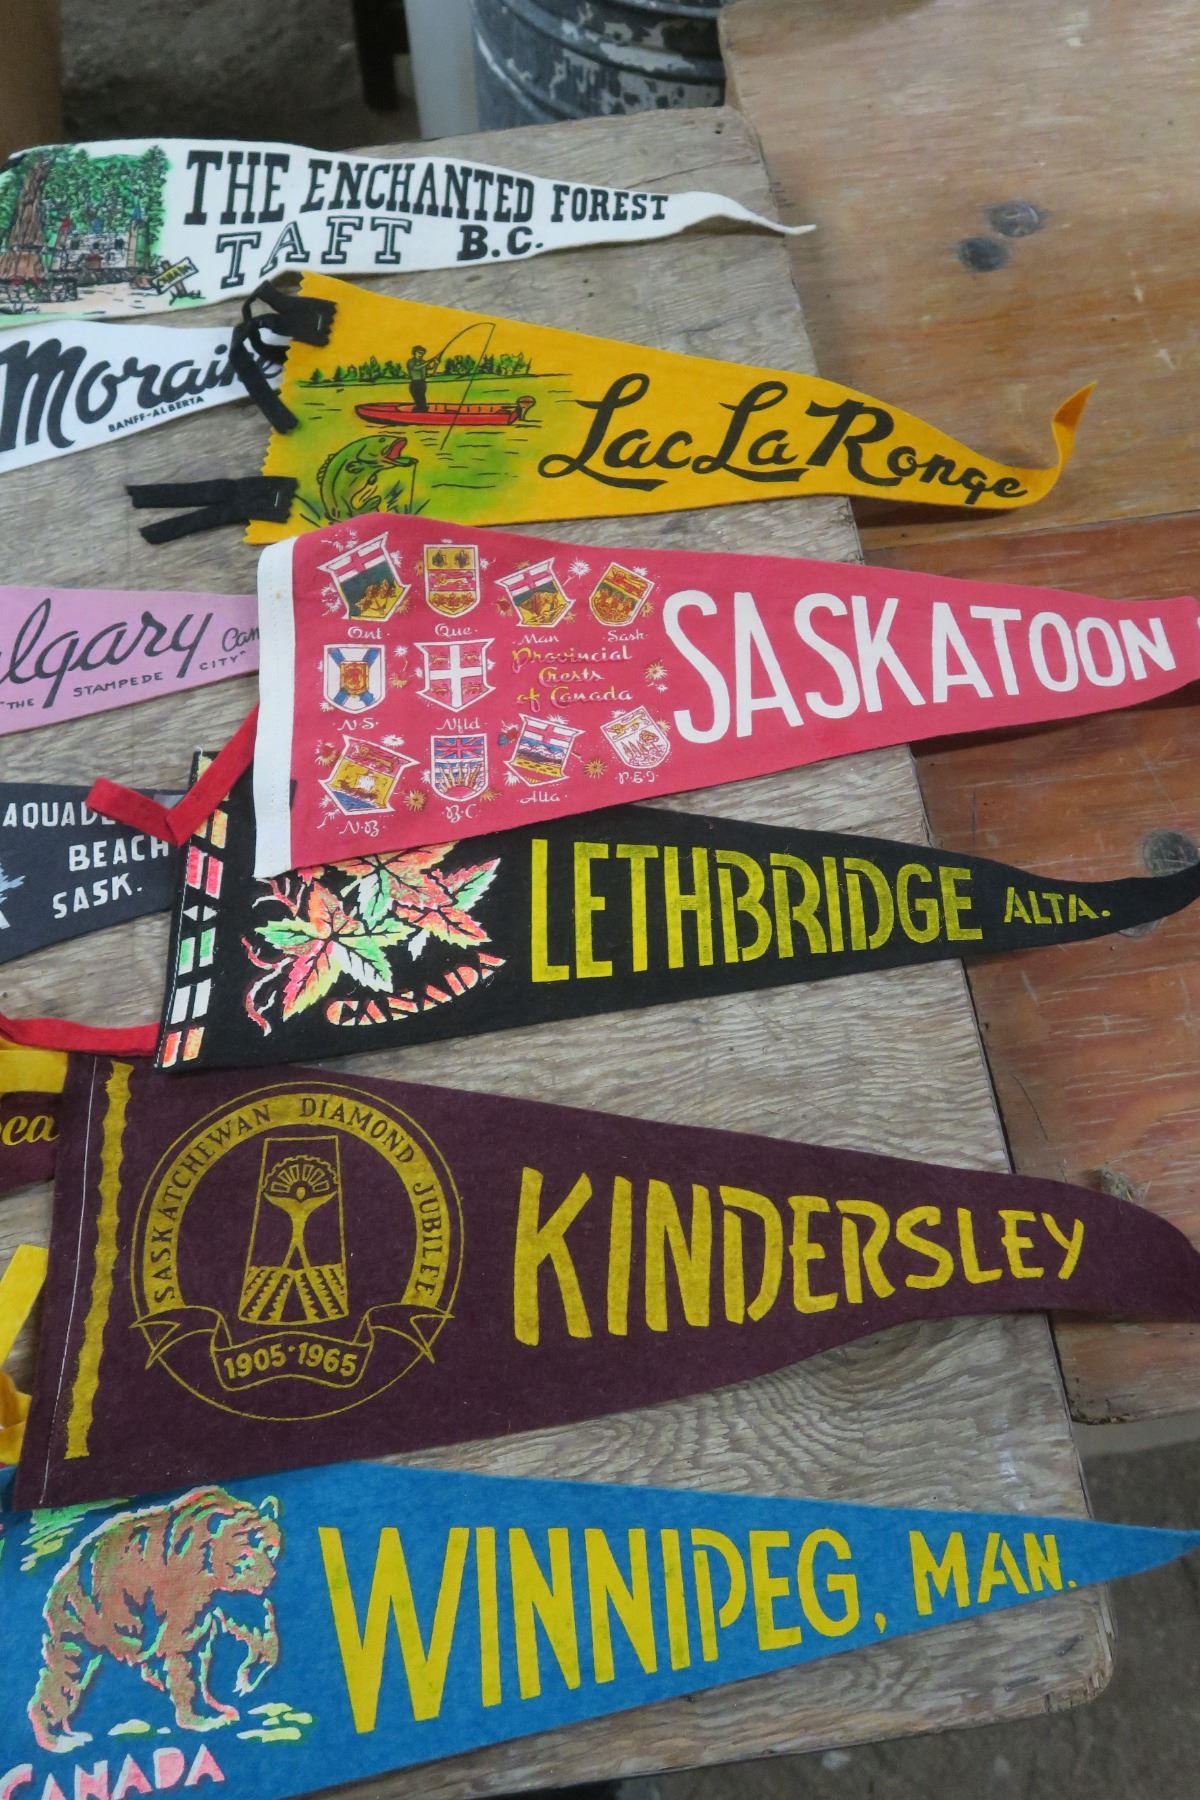 THE ENCHANTED FOREST
TAFT B.C.
CANADA
Moraine
BANFF-ALBERTA
Lac La Ronge
lgary Can
"THE STAMPEDE CITY"
Ont. Que. Man Sask.
Provincial
Crests
of Canada
N.S. Nfld.
N.B. B.C. Alta P.E.I.
SASKATOON
BEACH
SASK.
LETHBRIDGE ALTA.
CANADA
SASKATCHEWAN DIAMOND JUBILEE
1905·1965
KINDERSLEY
WINNIPEG, MAN.
CANADA